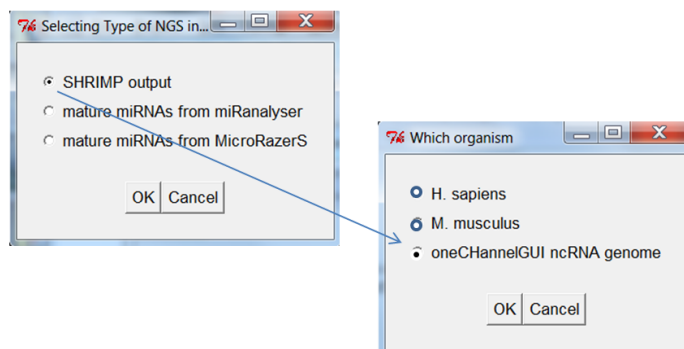 Selecting Type of NGS in...
SHRIMP output
mature miRNAs from miRanalyser
mature miRNAs from MicroRazerS
OK Cancel
Which organism
H. sapiens
M. musculus
oneCHannelGUI ncRNA genome
OK Cancel